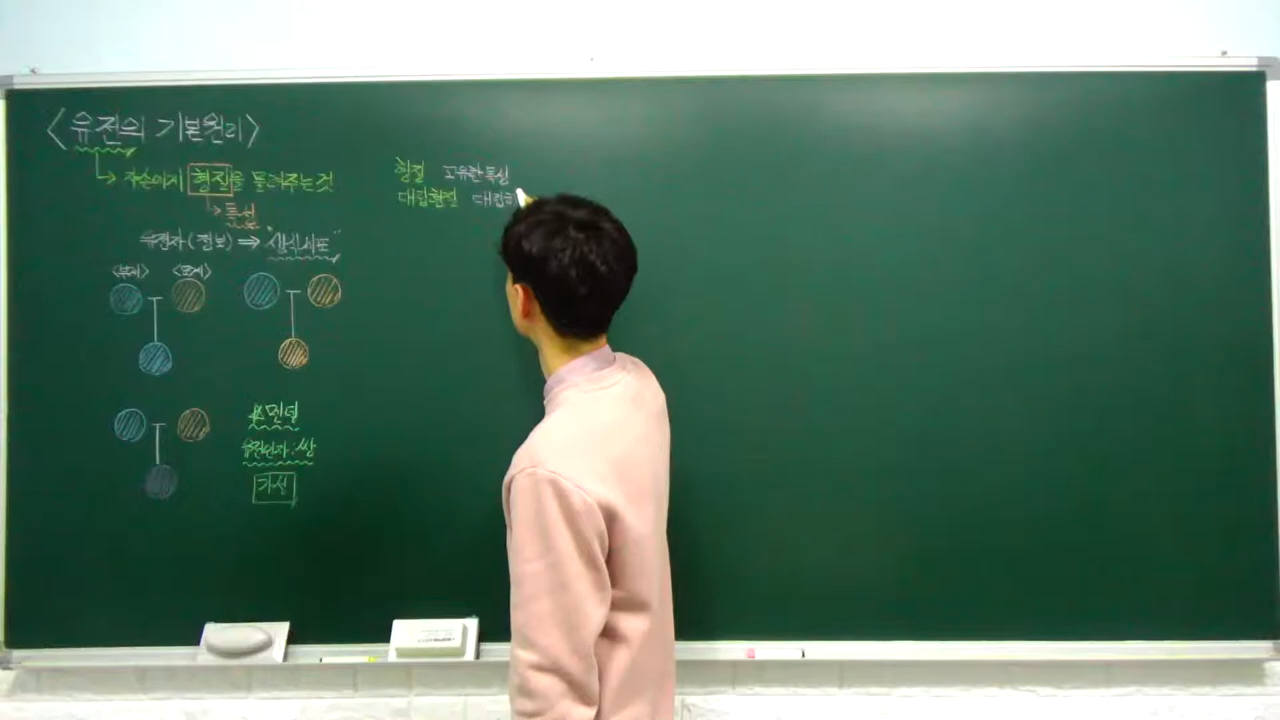 <유전의 기본원리>
자손에게 형질을 물려주는것
특성
유전자(정보) ⇒ "생식세포"
<부계> <모계>
멘델
유전인자:쌍
가설
형질 고유한특성
대립형질 대립